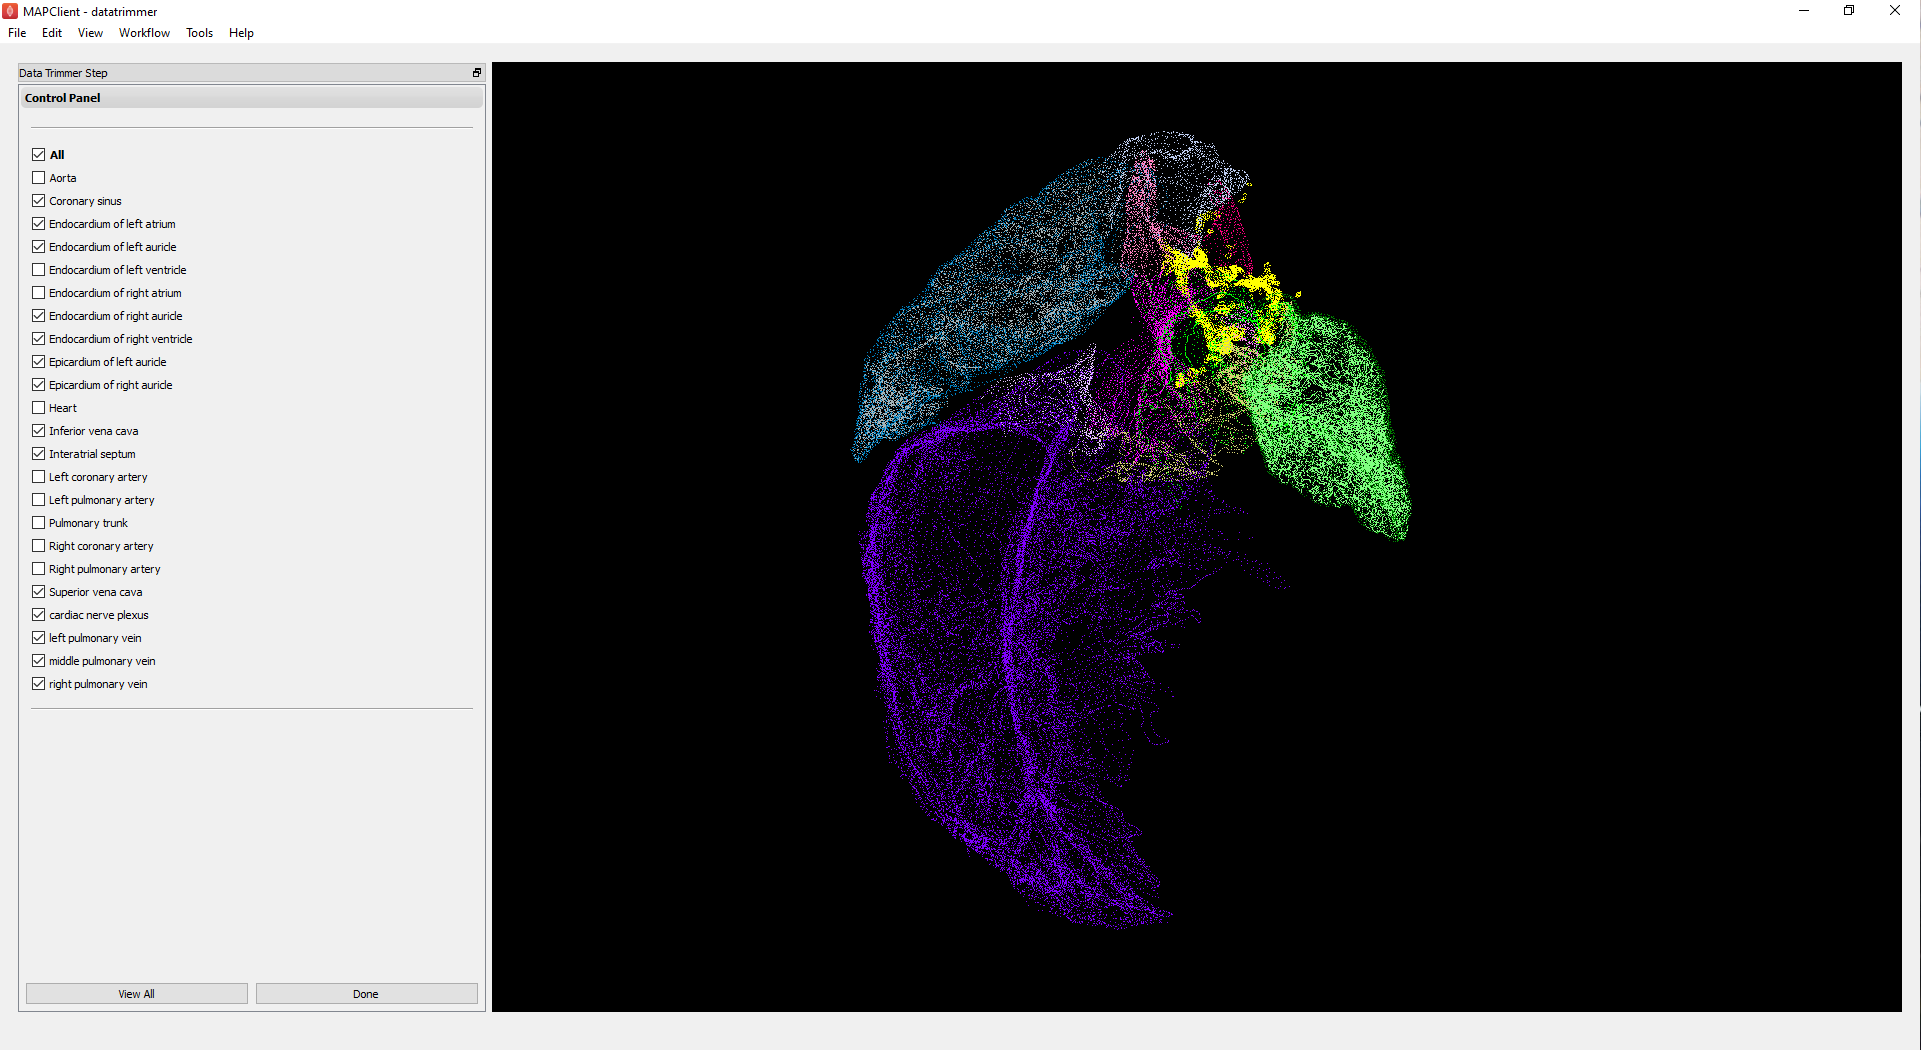 MAPClient - datatrimmer
File Edit View Workflow Tools Help
Data Trimmer Step
Control Panel
All
Aorta
Coronary sinus
Endocardium of left atrium
Endocardium of left auricle
Endocardium of left ventricle
Endocardium of right atrium
Endocardium of right auricle
Endocardium of right ventricle
Epicardium of left auricle
Epicardium of right auricle
Heart
Inferior vena cava
Interatrial septum
Left coronary artery
Left pulmonary artery
Pulmonary trunk
Right coronary artery
Right pulmonary artery
Superior vena cava
cardiac nerve plexus
left pulmonary vein
middle pulmonary vein
right pulmonary vein
View All Done